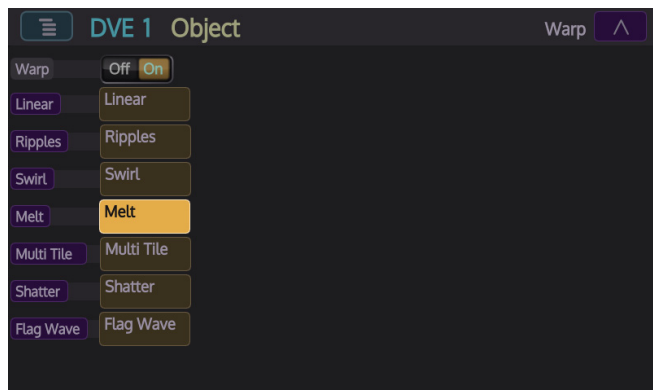 DVE 1 Object Warp
Warp Off On
Linear Linear
Ripples Ripples
Swirl Swirl
Melt Melt
Multi Tile Multi Tile
Shatter Shatter
Flag Wave Flag Wave